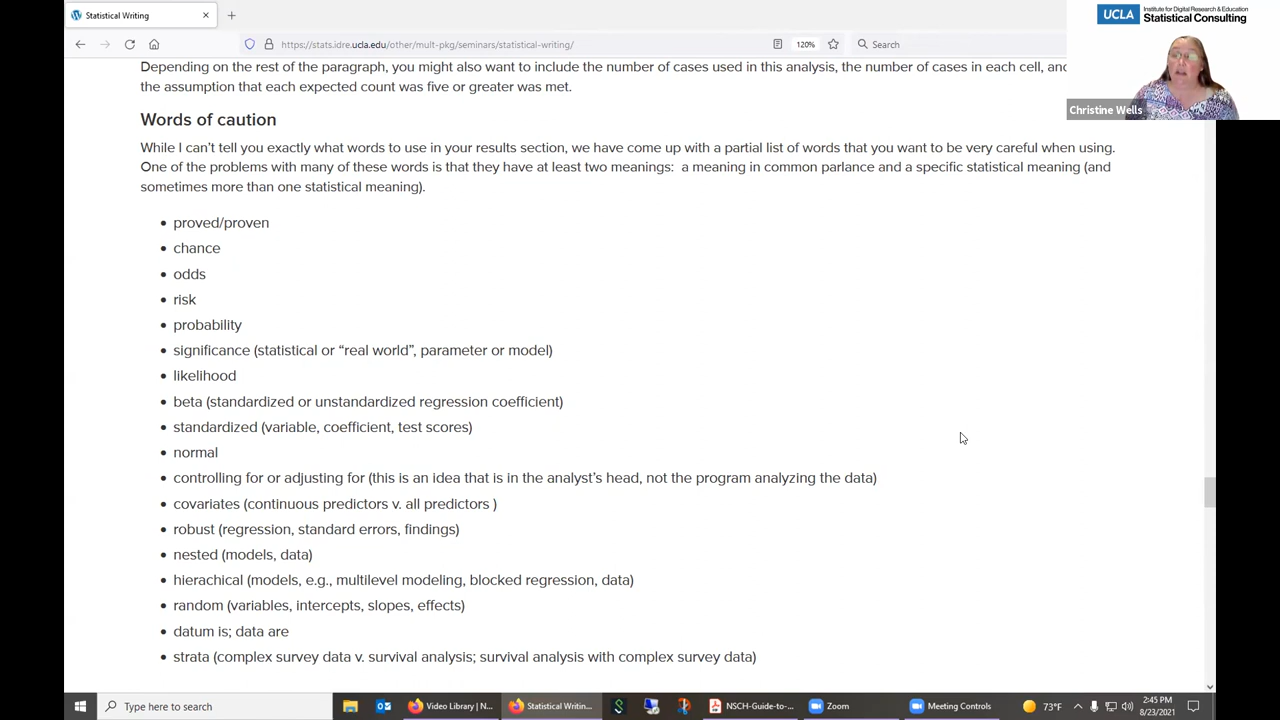 Statistical Writing
https://stats.idre.ucla.edu/other/mult-pkg/seminars/statistical-writing/
120%
Search
UCLA
Institute for Digital Research & Education
Statistical Consulting
Christine Wells
Depending on the rest of the paragraph, you might also want to include the number of cases used in this analysis, the number of cases in each cell, and
the assumption that each expected count was five or greater was met.
Words of caution
While I can't tell you exactly what words to use in your results section, we have come up with a partial list of words that you want to be very careful when using.
One of the problems with many of these words is that they have at least two meanings:  a meaning in common parlance and a specific statistical meaning (and
sometimes more than one statistical meaning).
• proved/proven
• chance
• odds
• risk
• probability
• significance (statistical or “real world”, parameter or model)
• likelihood
• beta (standardized or unstandardized regression coefficient)
• standardized (variable, coefficient, test scores)
• normal
• controlling for or adjusting for (this is an idea that is in the analyst's head, not the program analyzing the data)
• covariates (continuous predictors v. all predictors )
• robust (regression, standard errors, findings)
• nested (models, data)
• hierachical (models, e.g., multilevel modeling, blocked regression, data)
• random (variables, intercepts, slopes, effects)
• datum is; data are
• strata (complex survey data v. survival analysis; survival analysis with complex survey data)
Type here to search
Video Library | N...
Statistical Writin...
NSCH-Guide-to-...
Zoom
Meeting Controls
73°F
2:45 PM
8/23/2021